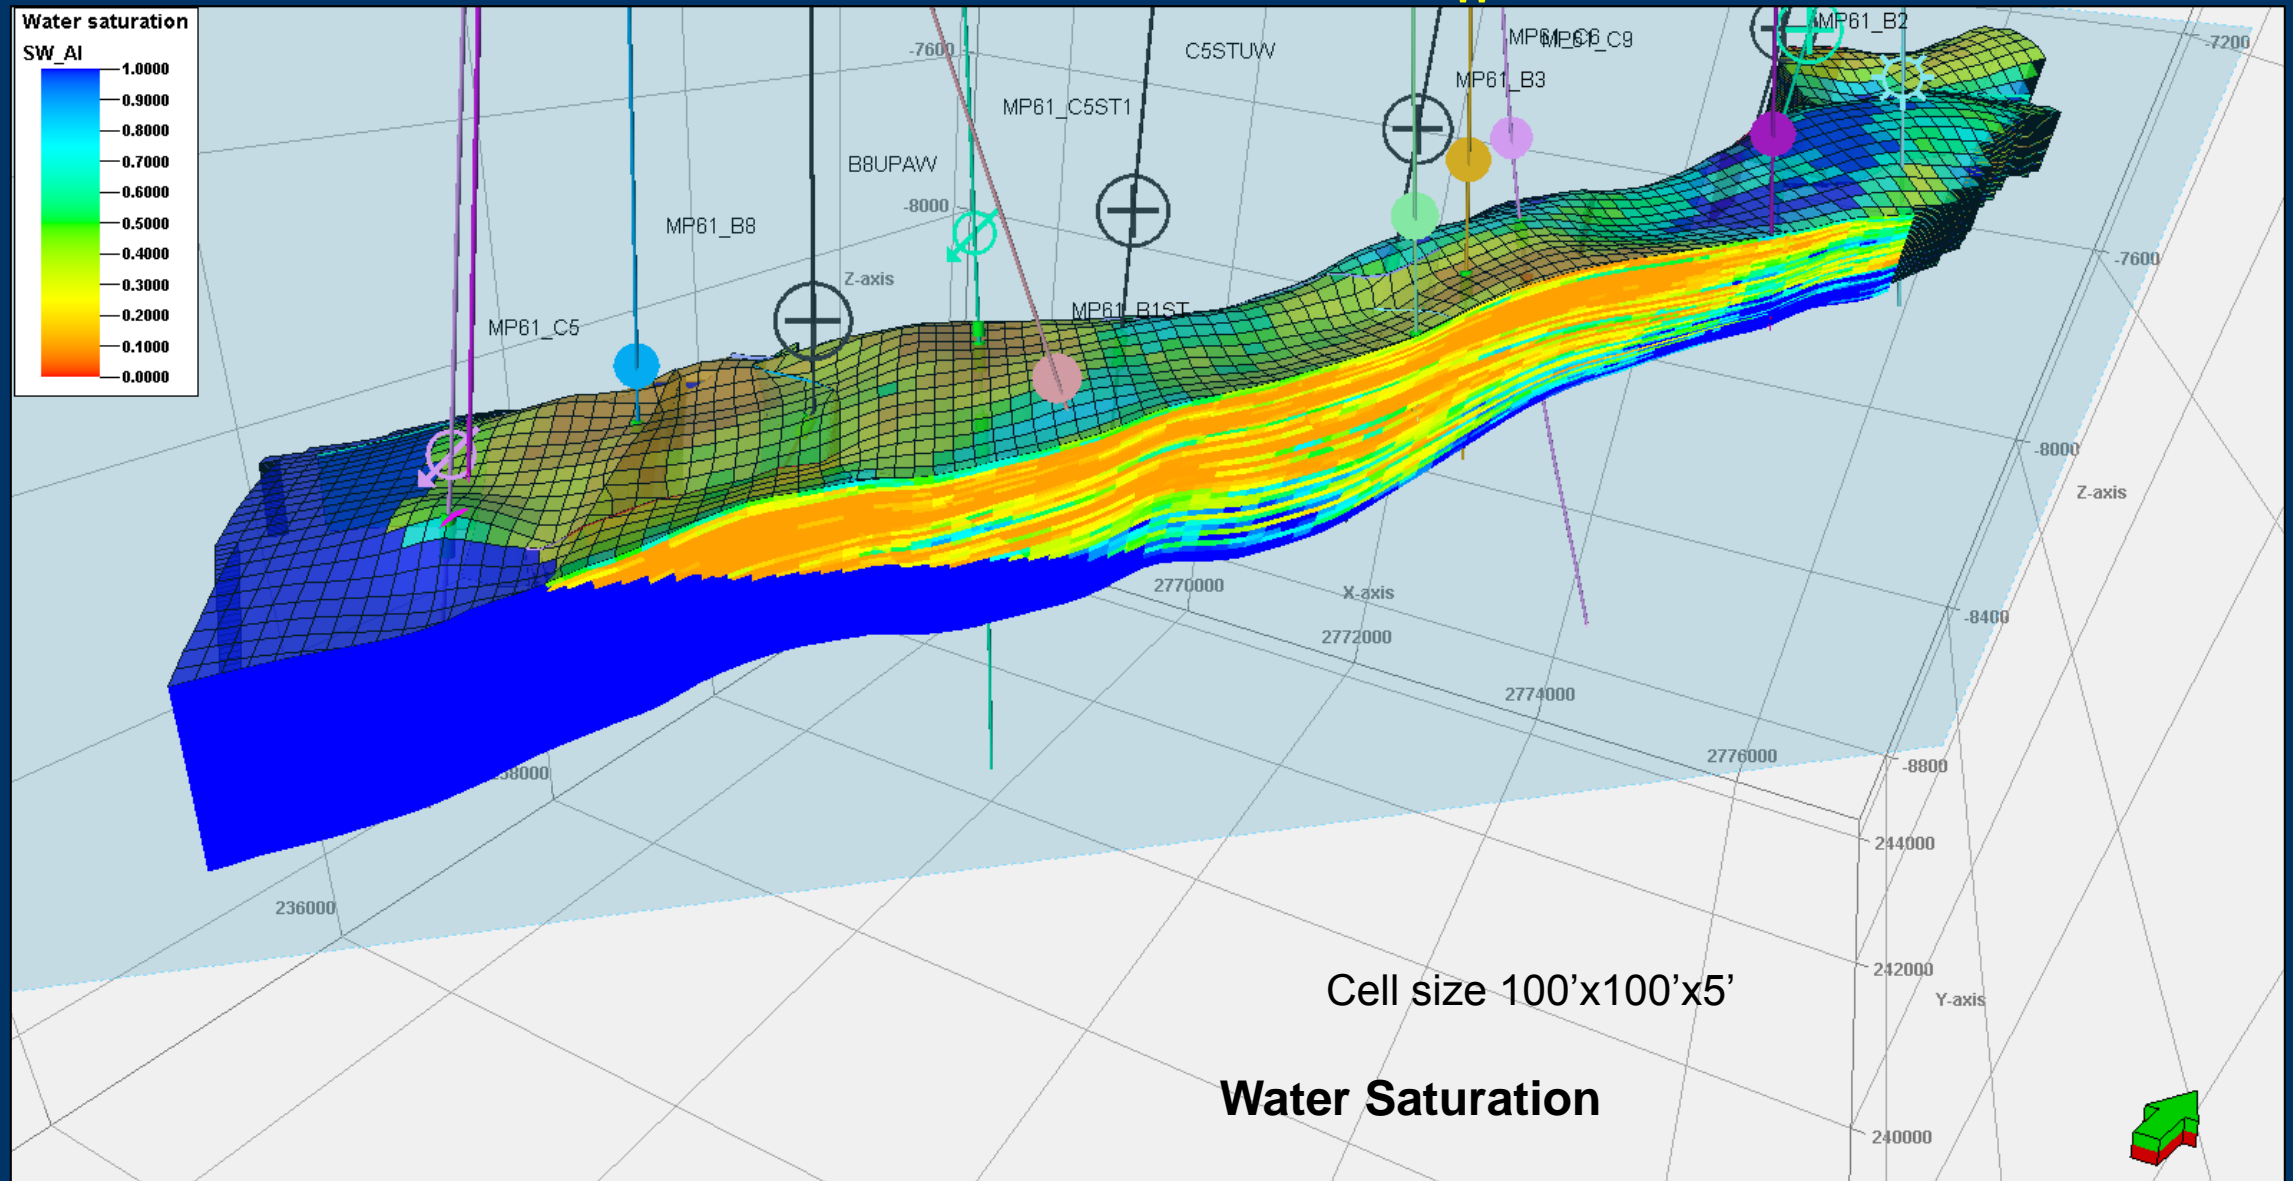 Water saturation
SW_AI
1.0000
0.9000
0.8000
0.7000
0.6000
0.5000
0.4000
0.3000
0.2000
0.1000
0.0000
MP61_B2
-7200
-7600
C5STUW
MP61_C9
MP61_B3
MP61_C5ST1
B8UPAW
-8000
MP61_B8
Z-axis
-7600
MP61_B1ST
MP61_C5
-8000
Z-axis
2770000
X-axis
-8400
2772000
2774000
2776000
-8800
244000
236000
242000
Cell size 100’x100’x5’
Y-axis
Water Saturation
240000